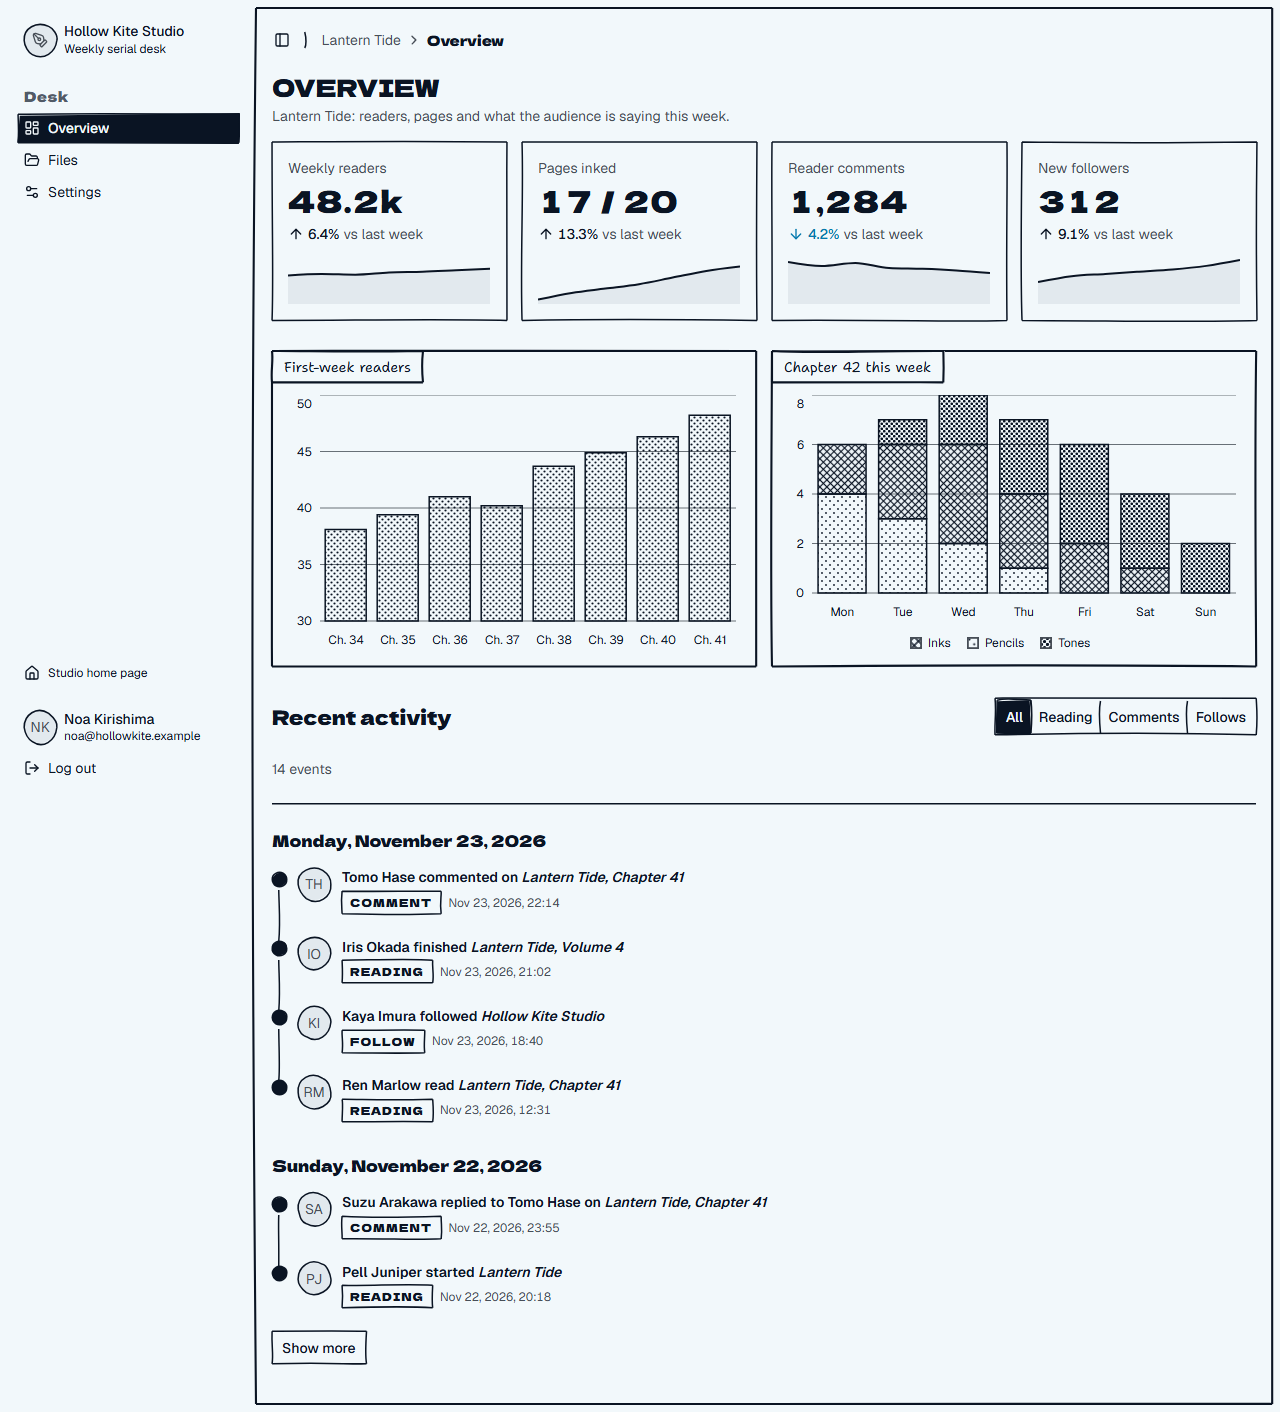 Hollow Kite Studio
Weekly serial desk
Desk
Overview
Files
Settings
Studio home page
NK
Noa Kirishima
noa@hollowkite.example
Log out
Lantern Tide > Overview
OVERVIEW
Lantern Tide: readers, pages and what the audience is saying this week.
Weekly readers
48.2k
↑ 6.4% vs last week
Pages inked
17 / 20
↑ 13.3% vs last week
Reader comments
1,284
↓ 4.2% vs last week
New followers
312
↑ 9.1% vs last week
First-week readers
50
45
40
35
30
Ch. 34 Ch. 35 Ch. 36 Ch. 37 Ch. 38 Ch. 39 Ch. 40 Ch. 41
Chapter 42 this week
8
6
4
2
0
Mon Tue Wed Thu Fri Sat Sun
Inks Pencils Tones
Recent activity
All Reading Comments Follows
14 events
Monday, November 23, 2026
TH
Tomo Hase commented on Lantern Tide, Chapter 41
COMMENT Nov 23, 2026, 22:14
IO
Iris Okada finished Lantern Tide, Volume 4
READING Nov 23, 2026, 21:02
KI
Kaya Imura followed Hollow Kite Studio
FOLLOW Nov 23, 2026, 18:40
RM
Ren Marlow read Lantern Tide, Chapter 41
READING Nov 23, 2026, 12:31
Sunday, November 22, 2026
SA
Suzu Arakawa replied to Tomo Hase on Lantern Tide, Chapter 41
COMMENT Nov 22, 2026, 23:55
PJ
Pell Juniper started Lantern Tide
READING Nov 22, 2026, 20:18
Show more